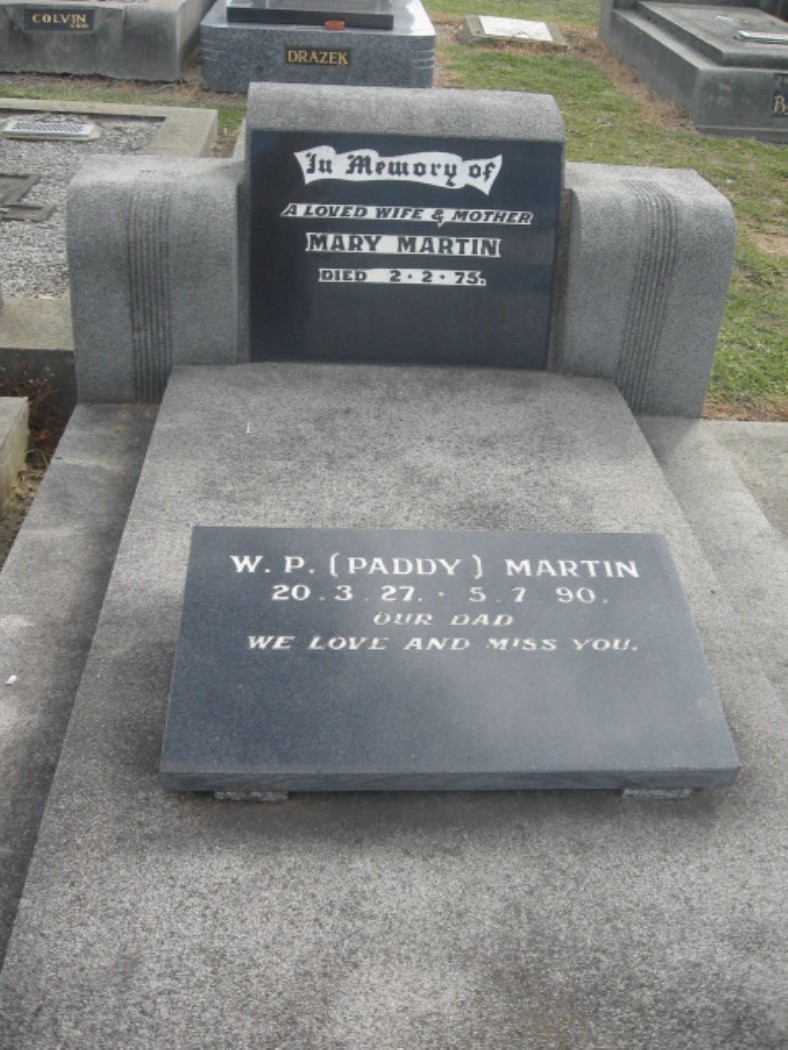 COLVIN
DRAZEK
In Memory of
A LOVED WIFE & MOTHER
MARY MARTIN
DIED 2·2·75.
W. P. (PADDY) MARTIN
20.3.27. · 5.7.90.
OUR DAD
WE LOVE AND MISS YOU.